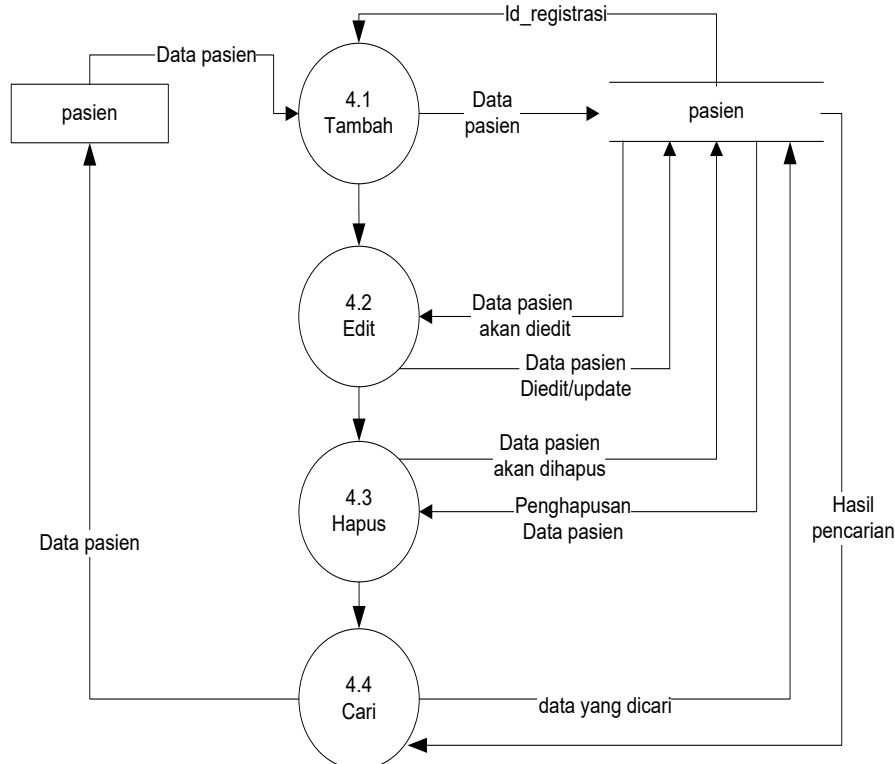 Id_registrasi
Data pasien
pasien
4.1
Tambah
Data
pasien
pasien
4.2
Edit
Data pasien
akan diedit
Data pasien
Diedit/update
Data pasien
akan dihapus
4.3
Hapus
Penghapusan
Data pasien
Hasil
pencarian
Data pasien
4.4
Cari
data yang dicari